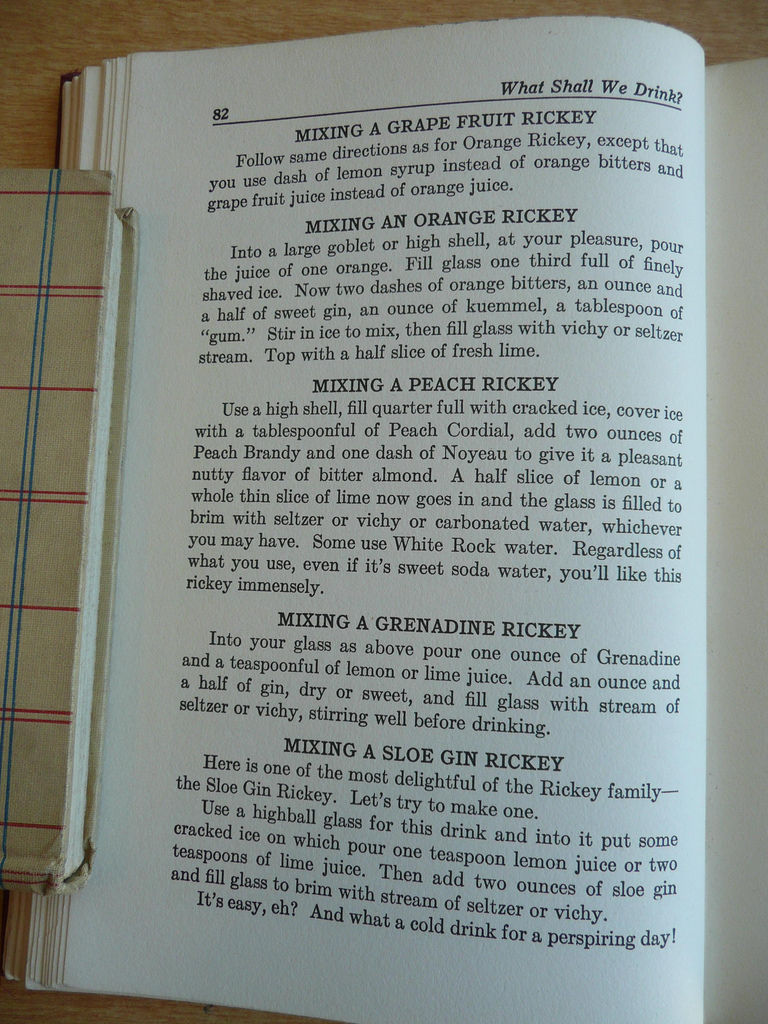 82
What Shall We Drink?
MIXING A GRAPE FRUIT RICKEY
Follow same directions as for Orange Rickey, except that
you use dash of lemon syrup instead of orange bitters and
grape fruit juice instead of orange juice.
MIXING AN ORANGE RICKEY
Into a large goblet or high shell, at your pleasure, pour
the juice of one orange. Fill glass one third full of finely
shaved ice. Now two dashes of orange bitters, an ounce and
a half of sweet gin, an ounce of kuemmel, a tablespoon of
“gum.” Stir in ice to mix, then fill glass with vichy or seltzer
stream. Top with a half slice of fresh lime.
MIXING A PEACH RICKEY
Use a high shell, fill quarter full with cracked ice, cover ice
with a tablespoonful of Peach Cordial, add two ounces of
Peach Brandy and one dash of Noyeau to give it a pleasant
nutty flavor of bitter almond. A half slice of lemon or a
whole thin slice of lime now goes in and the glass is filled to
brim with seltzer or vichy or carbonated water, whichever
you may have. Some use White Rock water. Regardless of
what you use, even if it’s sweet soda water, you’ll like this
rickey immensely.
MIXING A GRENADINE RICKEY
Into your glass as above pour one ounce of Grenadine
and a teaspoonful of lemon or lime juice. Add an ounce and
a half of gin, dry or sweet, and fill glass with stream of
seltzer or vichy, stirring well before drinking.
MIXING A SLOE GIN RICKEY
Here is one of the most delightful of the Rickey family—
the Sloe Gin Rickey. Let’s try to make one.
Use a highball glass for this drink and into it put some
cracked ice on which pour one teaspoon lemon juice or two
teaspoons of lime juice. Then add two ounces of sloe gin
and fill glass to brim with stream of seltzer or vichy.
It’s easy, eh? And what a cold drink for a perspiring day!